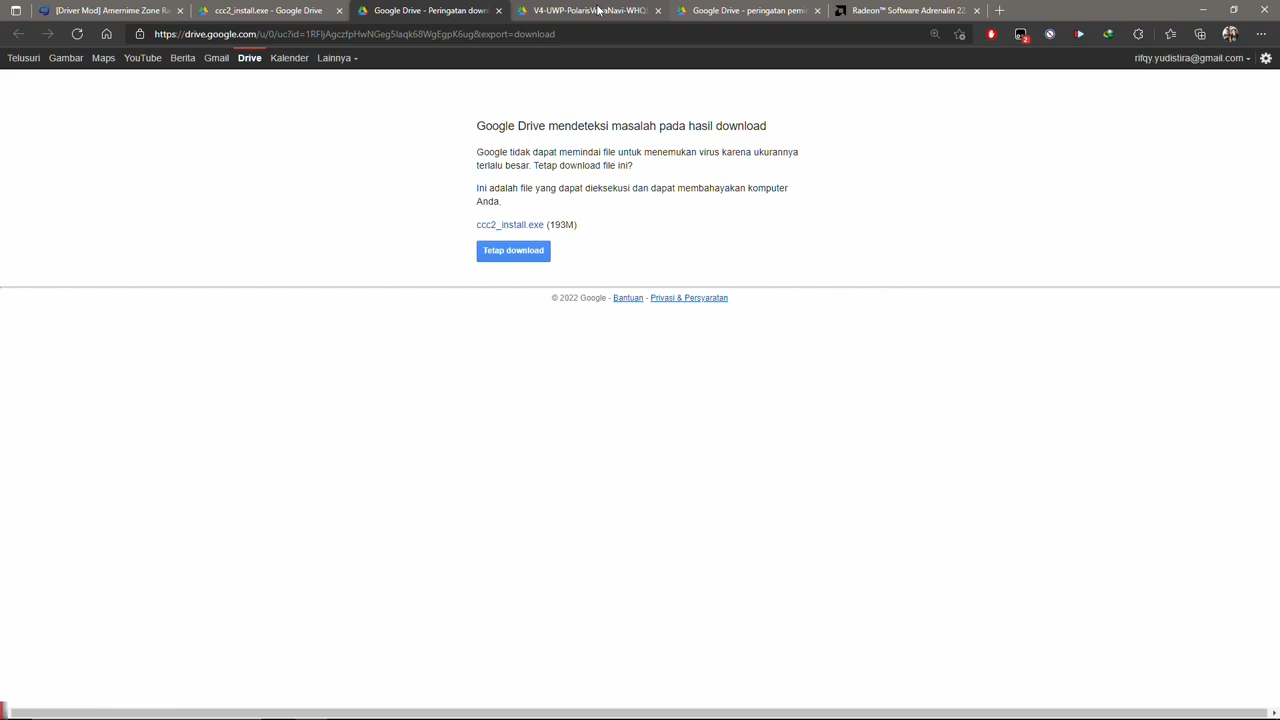 [Driver Mod] Amernime Zone Ra
ccc2_install.exe - Google Drive
Google Drive - Peringatan down
V4-UWP-PolarisVegaNavi-WHQL
Google Drive - peringatan pemi
Radeon™ Software Adrenalin 22.
https://drive.google.com/u/0/uc?id=1RFIjAgczfpHwNGeg5Iaqk68WgEgpK6ug&export=download
2
Telusuri Gambar Maps YouTube Berita Gmail Drive Kalender Lainnya
rifqy.yudistira@gmail.com
Google Drive mendeteksi masalah pada hasil download
Google tidak dapat memindai file untuk menemukan virus karena ukurannya
terlalu besar. Tetap download file ini?
Ini adalah file yang dapat dieksekusi dan dapat membahayakan komputer
Anda.
ccc2_install.exe (193M)
Tetap download
© 2022 Google - Bantuan - Privasi & Persyaratan